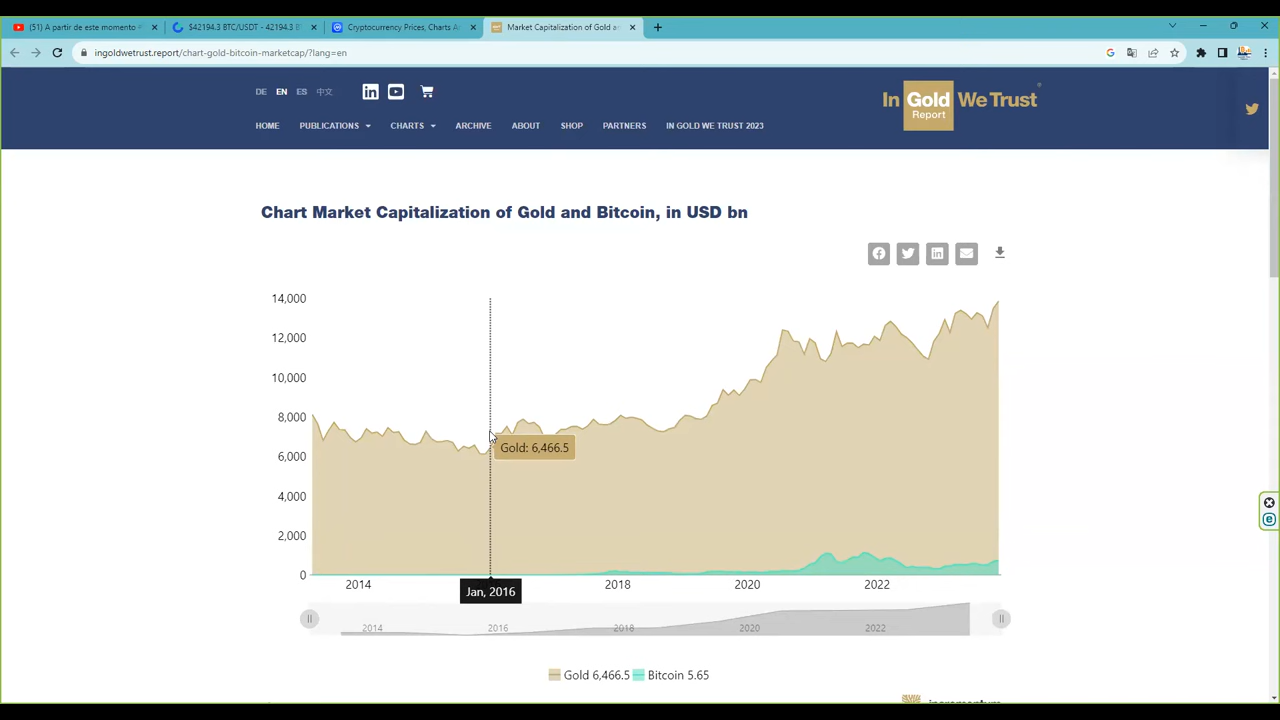 (51) A partir de este momento
$42194.3 BTC/USDT - 42194.3 B
Cryptocurrency Prices, Charts A
Market Capitalization of Gold a
ingoldwetrust.report/chart-gold-bitcoin-marketcap/?lang=en
DE EN ES 中文
In Gold We Trust
Report
HOME PUBLICATIONS CHARTS ARCHIVE ABOUT SHOP PARTNERS IN GOLD WE TRUST 2023
Chart Market Capitalization of Gold and Bitcoin, in USD bn
14,000
12,000
10,000
8,000
Gold: 6,466.5
6,000
4,000
2,000
0
2014 Jan, 2016 2018 2020 2022
2014 2016 2018 2020 2022
Gold 6,466.5 Bitcoin 5.65